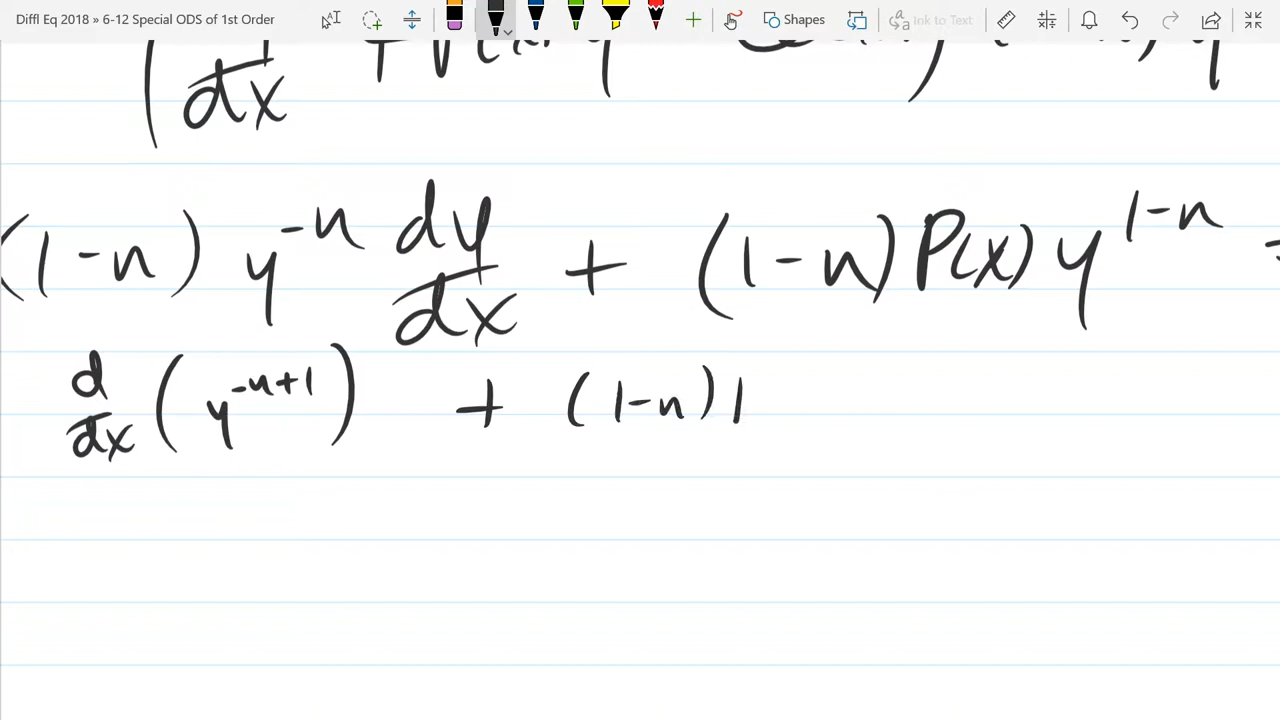 Diffl Eq 2018 » 6-12 Special ODS of 1st Order
Shapes
Ink to Text
dx
(1-n) y^{-n} dy/dx + (1-n) P(x) y^{1-n} =
d/dx (y^{-n+1}) + (1-n) |